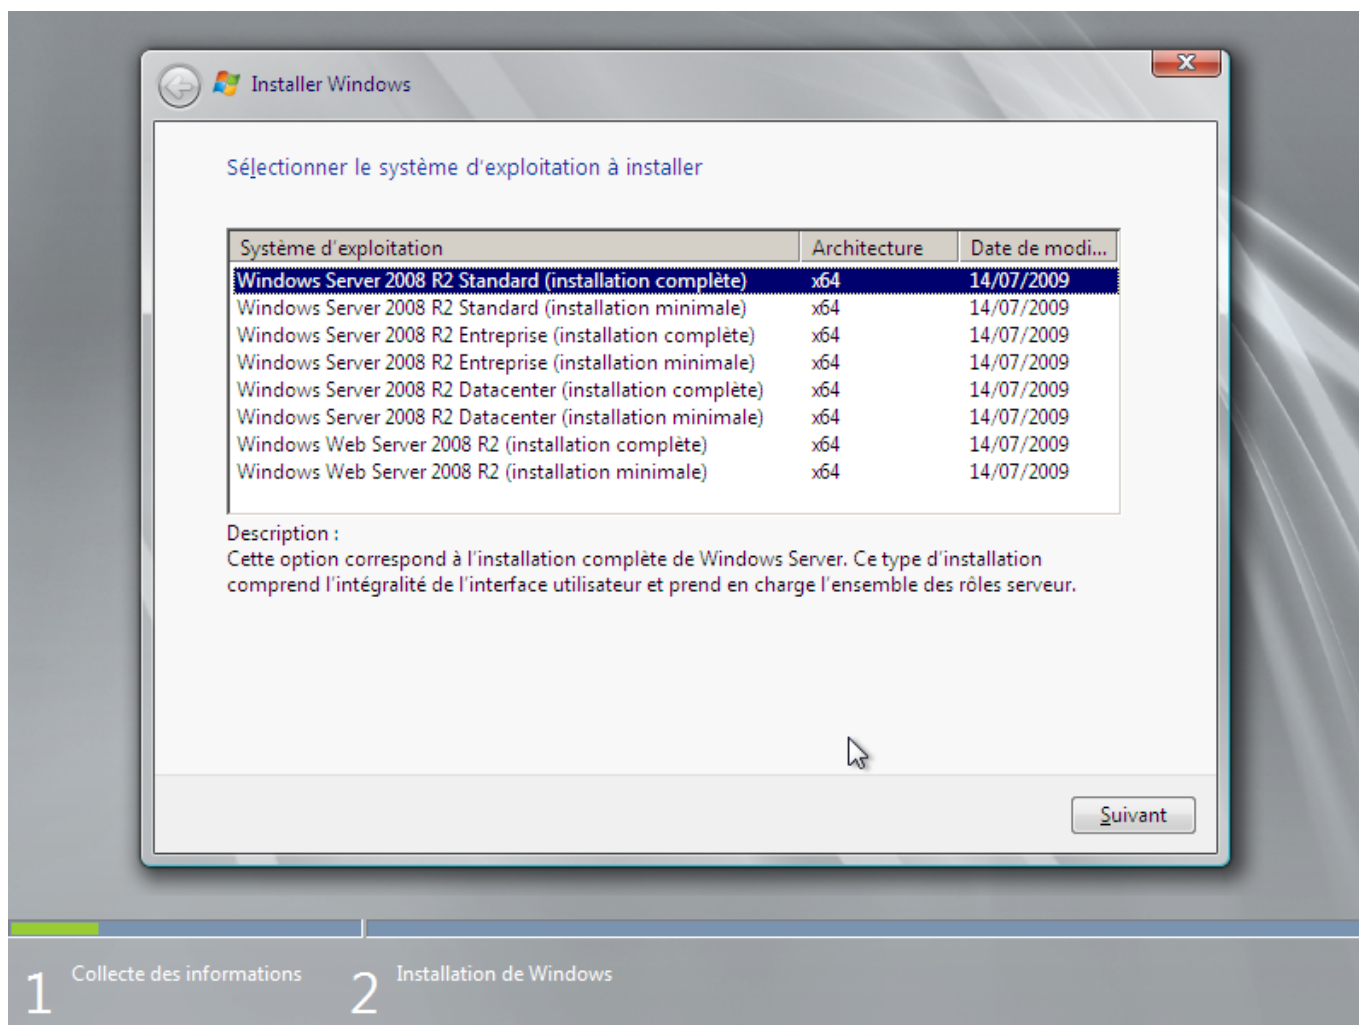 Installer Windows
Sélectionner le système d'exploitation à installer
Système d'exploitation Architecture Date de modi...
Windows Server 2008 R2 Standard (installation complète) x64 14/07/2009
Windows Server 2008 R2 Standard (installation minimale) x64 14/07/2009
Windows Server 2008 R2 Entreprise (installation complète) x64 14/07/2009
Windows Server 2008 R2 Entreprise (installation minimale) x64 14/07/2009
Windows Server 2008 R2 Datacenter (installation complète) x64 14/07/2009
Windows Server 2008 R2 Datacenter (installation minimale) x64 14/07/2009
Windows Web Server 2008 R2 (installation complète) x64 14/07/2009
Windows Web Server 2008 R2 (installation minimale) x64 14/07/2009
Description :
Cette option correspond à l'installation complète de Windows Server. Ce type d'installation
comprend l'intégralité de l'interface utilisateur et prend en charge l'ensemble des rôles serveur.
Suivant
1 Collecte des informations 2 Installation de Windows